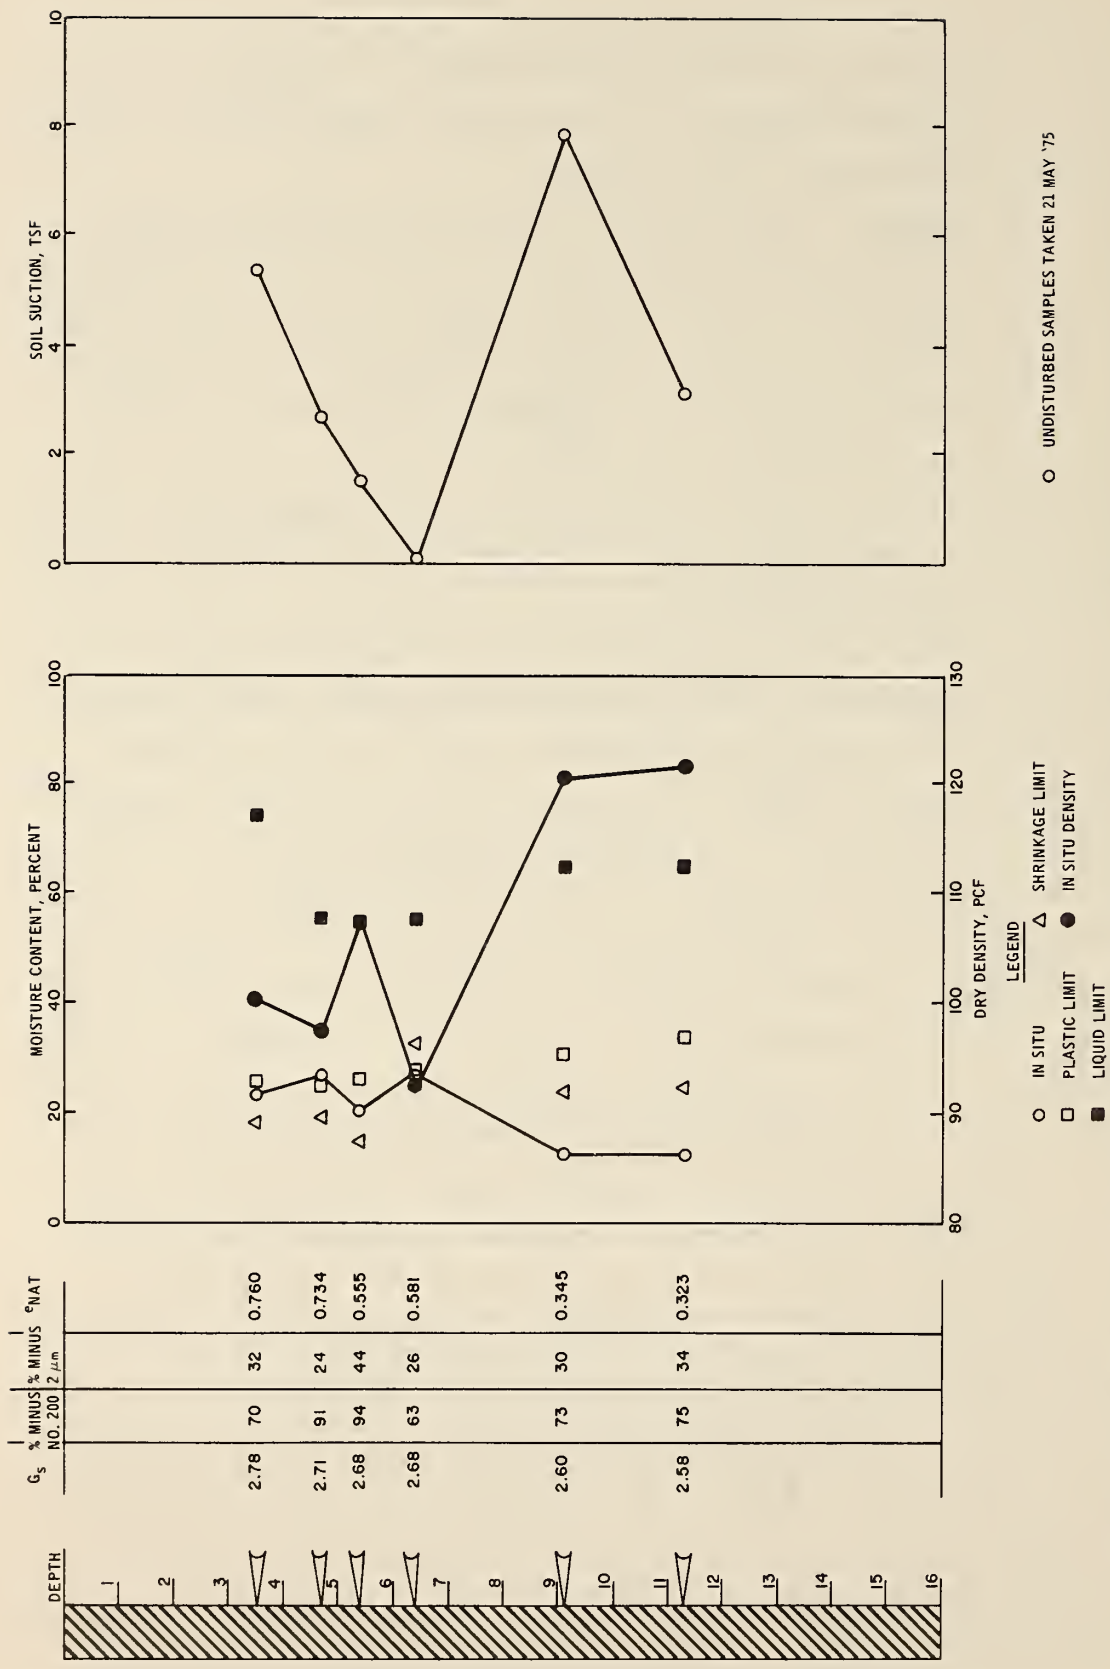 DEPTH
1
2
3
4
5
6
7
8
9
10
11
12
13
14
15
16
Gs % MINUS NO. 200 % MINUS 2 μm eNAT
2.78 70 32 0.760
2.71 91 24 0.734
2.68 94 44 0.555
2.68 63 26 0.581
2.60 73 30 0.345
2.58 75 34 0.323
MOISTURE CONTENT, PERCENT
0 20 40 60 80 100
80 90 100 110 120 130
DRY DENSITY, PCF
LEGEND
IN SITU
SHRINKAGE LIMIT
PLASTIC LIMIT
IN SITU DENSITY
LIQUID LIMIT
SOIL SUCTION, TSF
0 2 4 6 8 10
UNDISTURBED SAMPLES TAKEN 21 MAY '75